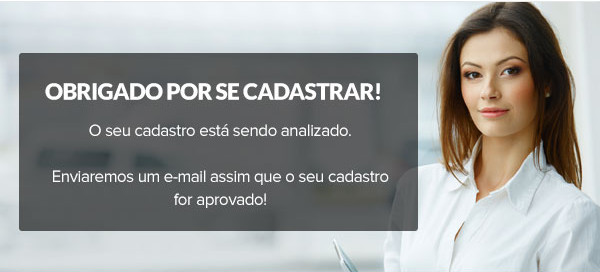 OBRIGADO POR SE CADASTRAR!
O seu cadastro está sendo analizado.
Enviaremos um e-mail assim que o seu cadastro
for aprovado!